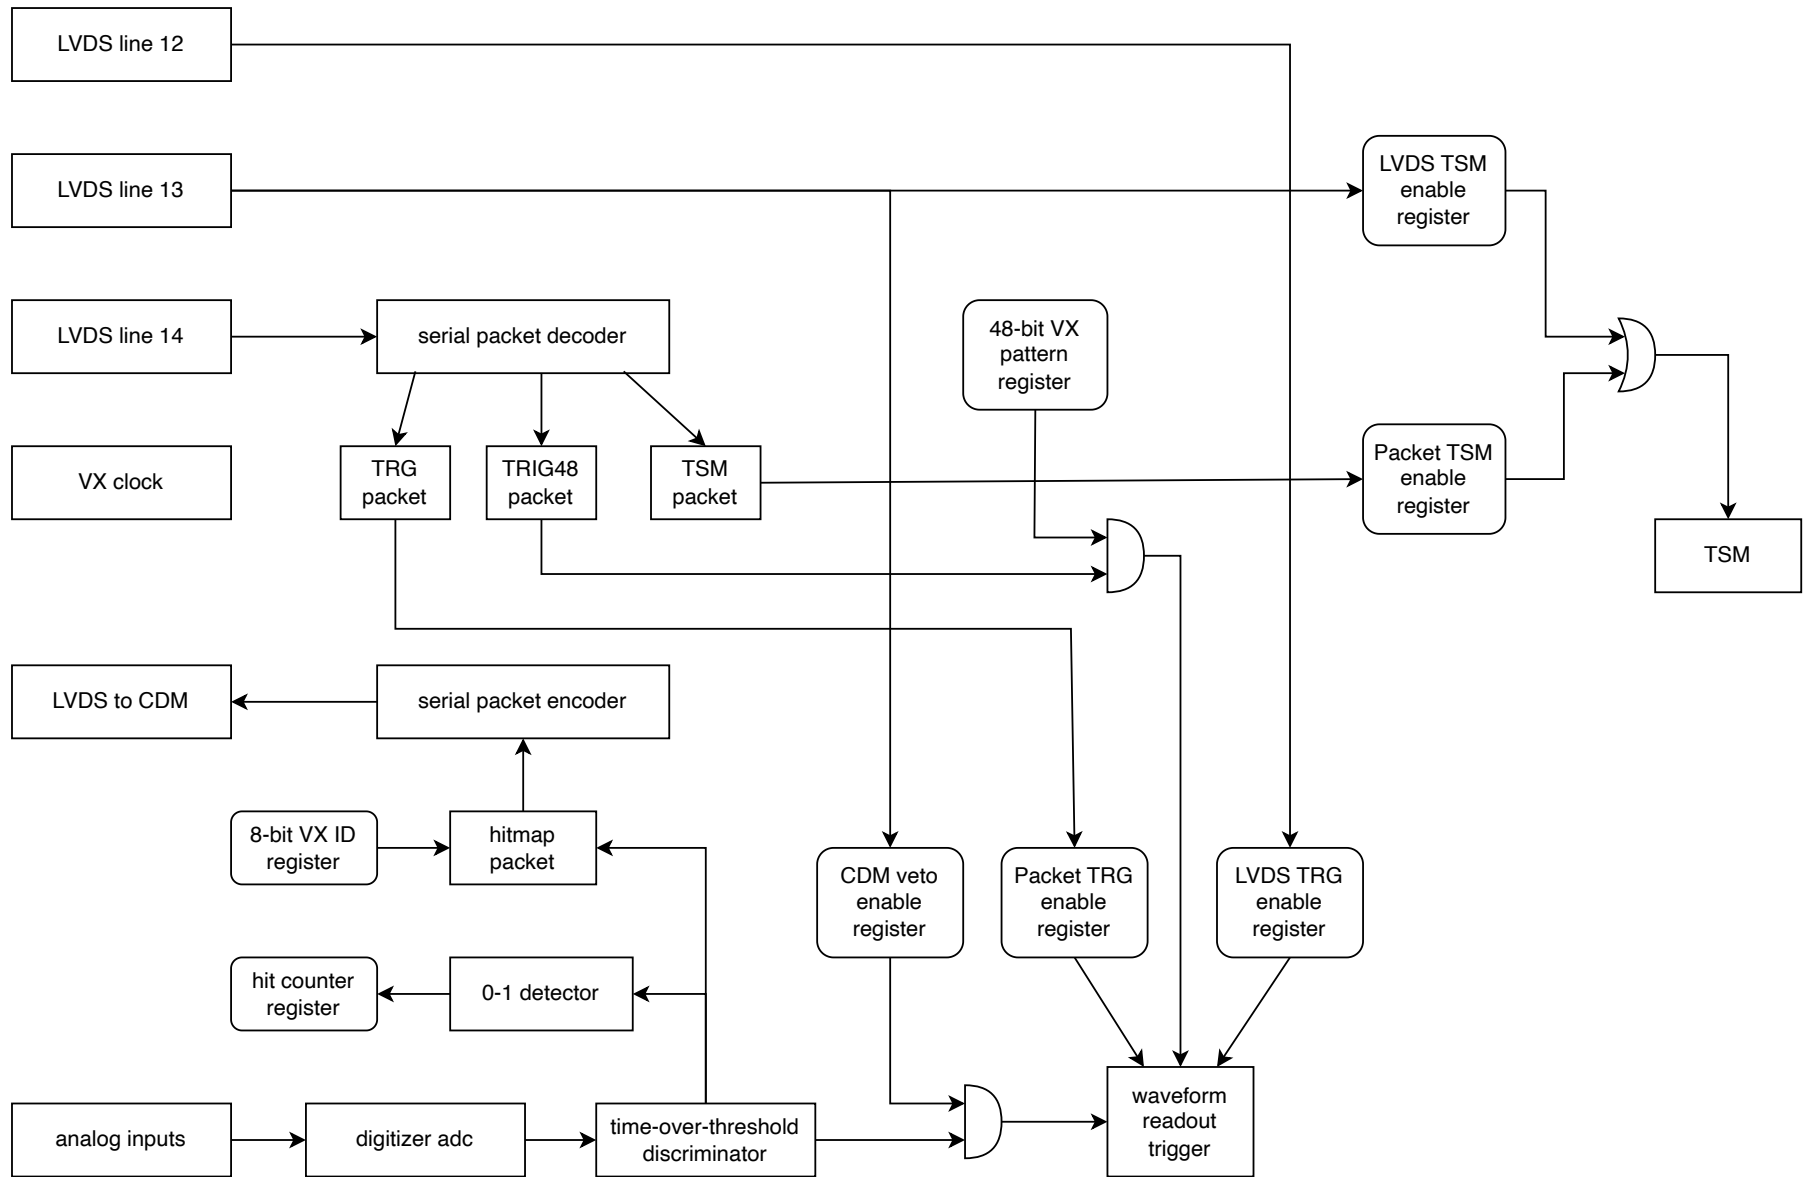 LVDS line 12
LVDS line 13
LVDS TSM
enable
register
LVDS line 14
serial packet decoder
48-bit VX
pattern
register
VX clock
TRG
packet
TRIG48
packet
TSM
packet
Packet TSM
enable
register
TSM
LVDS to CDM
serial packet encoder
8-bit VX ID
register
hitmap
packet
CDM veto
enable
register
Packet TRG
enable
register
LVDS TRG
enable
register
hit counter
register
0-1 detector
analog inputs
digitizer adc
time-over-threshold
discriminator
waveform
readout
trigger